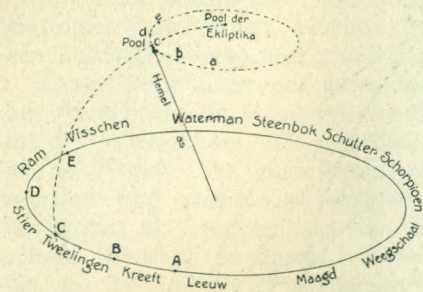 e
Pool der
Ekliptika
d
Pool c
b
a
Hemel as
Waterman Steenbok Schutter Schorpioen
Visschen
Ram
E
D
C
B
A
Stier Tweelingen Kreeft Leeuw Maagd Weegschaal